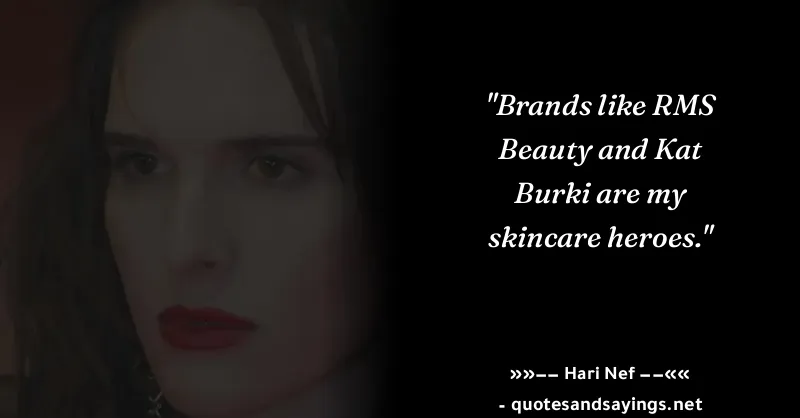 "Brands like RMS
Beauty and Kat
Burki are my
skincare heroes."
»»–– Hari Nef ––««
- quotesandsayings.net